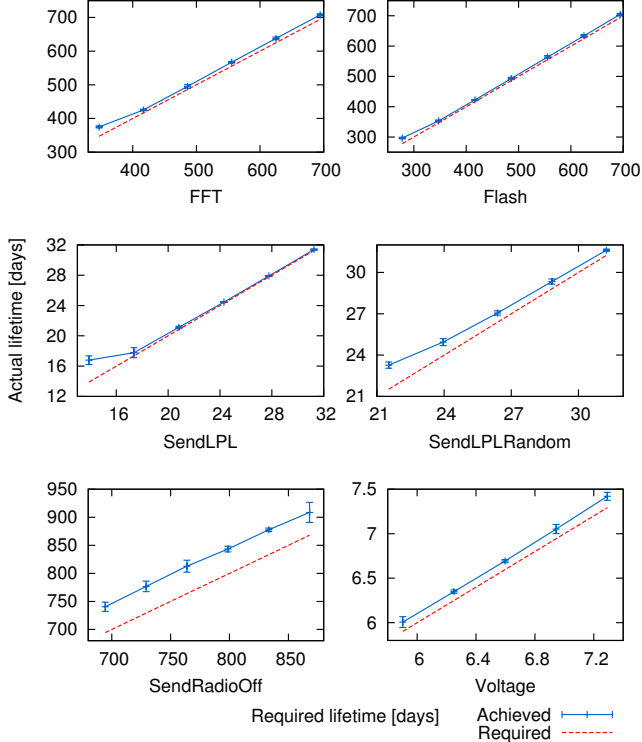 700
600
500
400
300
400 500 600 700
FFT
700
600
500
400
300
300 400 500 600 700
Flash
Actual lifetime [days]
32
28
24
20
16
12
16 20 24 28 32
SendLPL
30
27
24
21
21 24 27 30
SendLPLRandom
950
900
850
800
750
700
700 750 800 850
SendRadioOff
7.5
7
6.5
6
6 6.4 6.8 7.2
Voltage
Required lifetime [days]
Achieved
Required